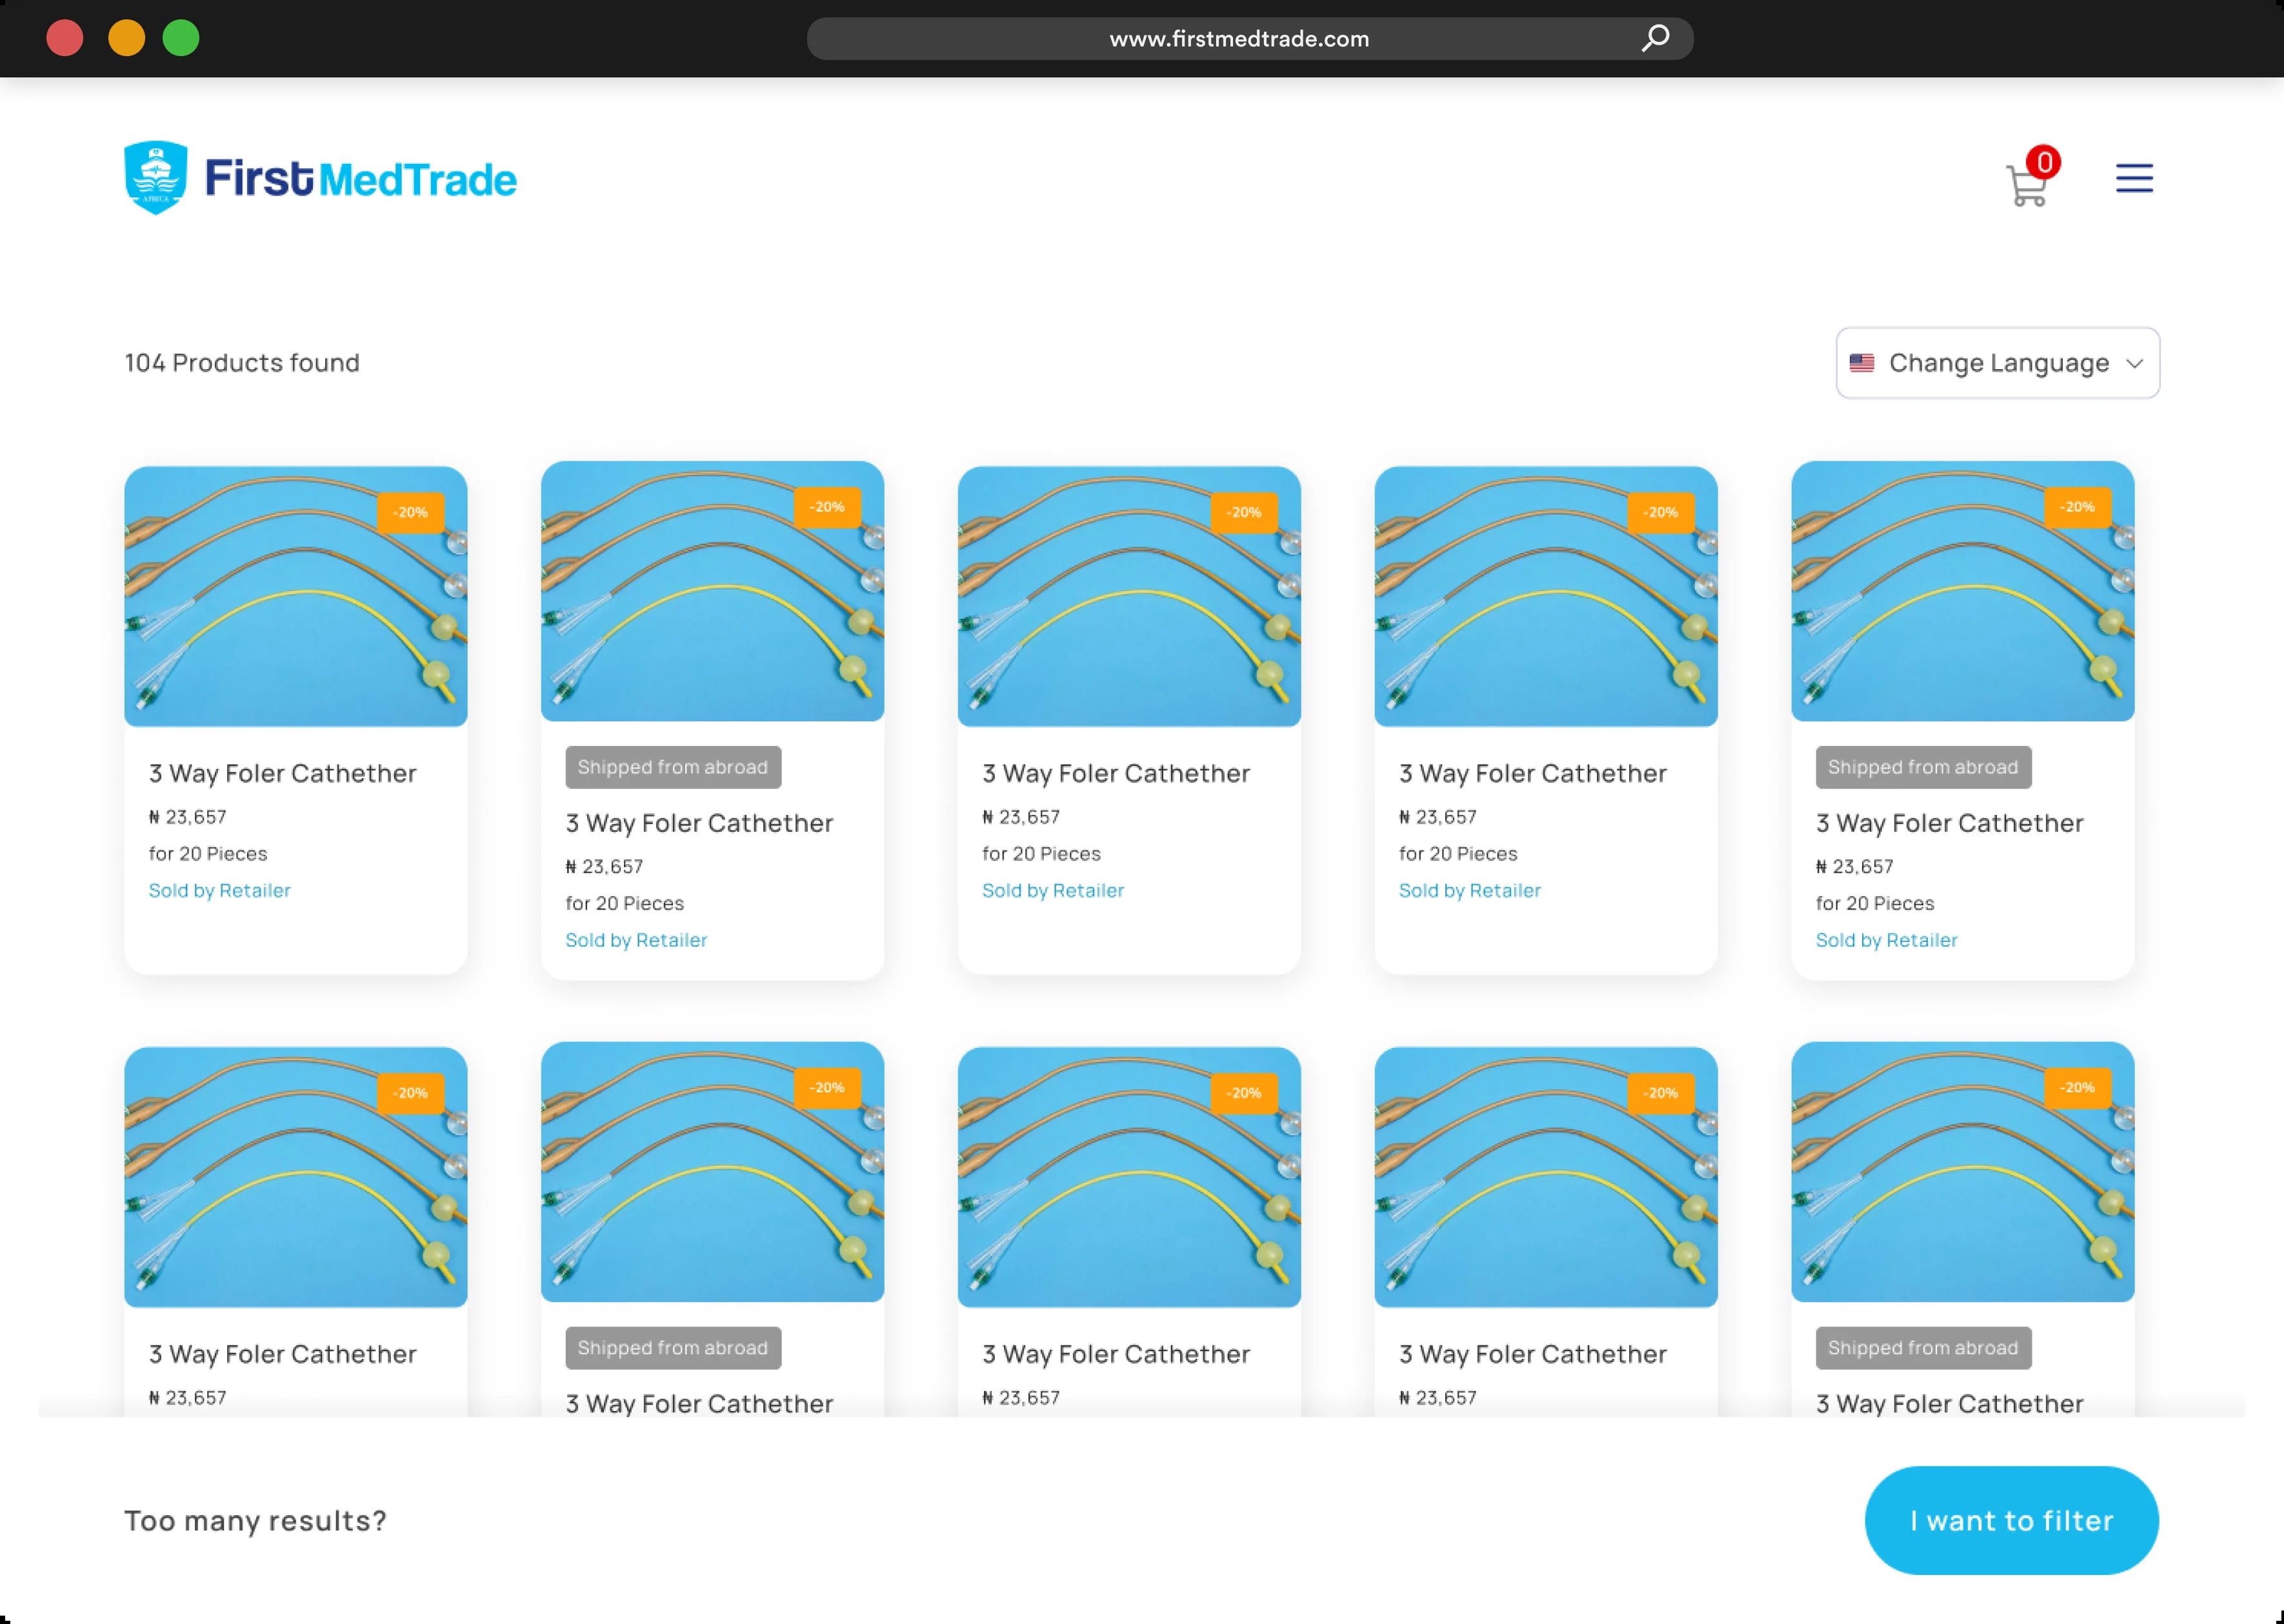 www.firstmedtrade.com
AFRICA
First MedTrade
0
104 Products found
Change Language
-20%
-20%
-20%
-20%
-20%
3 Way Foler Cathether
₦ 23,657
for 20 Pieces
Sold by Retailer
Shipped from abroad
3 Way Foler Cathether
₦ 23,657
for 20 Pieces
Sold by Retailer
3 Way Foler Cathether
₦ 23,657
for 20 Pieces
Sold by Retailer
3 Way Foler Cathether
₦ 23,657
for 20 Pieces
Sold by Retailer
Shipped from abroad
3 Way Foler Cathether
₦ 23,657
for 20 Pieces
Sold by Retailer
-20%
-20%
-20%
-20%
-20%
3 Way Foler Cathether
₦ 23,657
Shipped from abroad
3 Way Foler Cathether
3 Way Foler Cathether
₦ 23,657
3 Way Foler Cathether
₦ 23,657
Shipped from abroad
3 Way Foler Cathether
Too many results?
I want to filter